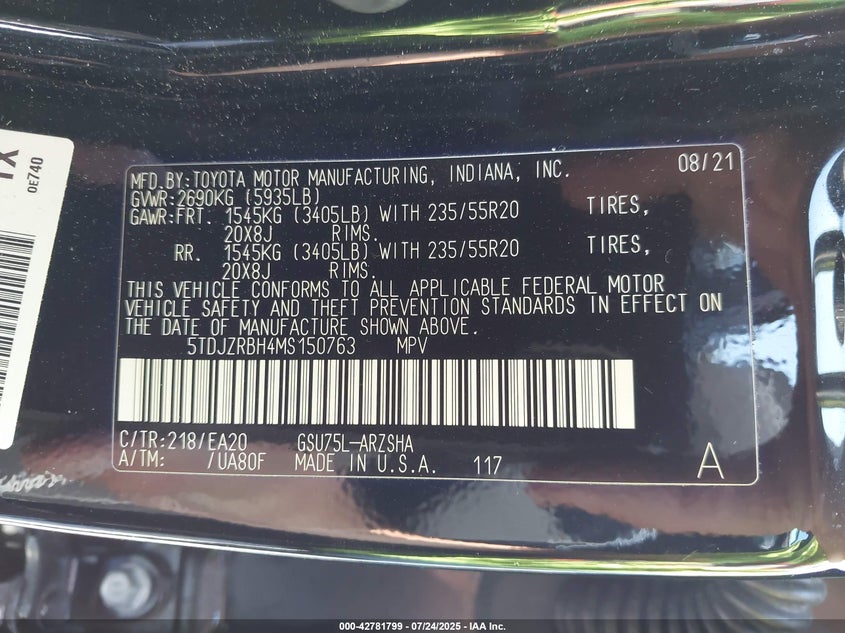 XI
0E740
MFD.BY:TOYOTA MOTOR MANUFACTURING, INDIANA, INC. 08/21
GVWR:2690KG (5935LB)
GAWR:FRT. 1545KG (3405LB) WITH 235/55R20 TIRES,
20X8J RIMS.
RR. 1545KG (3405LB) WITH 235/55R20 TIRES,
20X8J RIMS.
THIS VEHICLE CONFORMS TO ALL APPLICABLE FEDERAL MOTOR
VEHICLE SAFETY AND THEFT PREVENTION STANDARDS IN EFFECT ON
THE DATE OF MANUFACTURE SHOWN ABOVE.
5TDJZRBH4MS150763 MPV
C/TR:218/EA20 GSU75L-ARZSHA
A/TM: /UA80F MADE IN U.S.A. 117 A
000-42781799 - 07/24/2025 - IAA Inc.